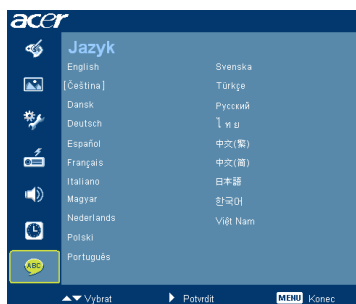 acer
Jazyk
English
[Čeština]
Dansk
Deutsch
Español
Français
Italiano
Magyar
Nederlands
Polski
Português
Svenska
Türkçe
Русский
ไทย
中文(繁)
中文(简)
日本語
한국어
Việt Nam
ABC
Vybrat
Potvrdit
MENU Konec